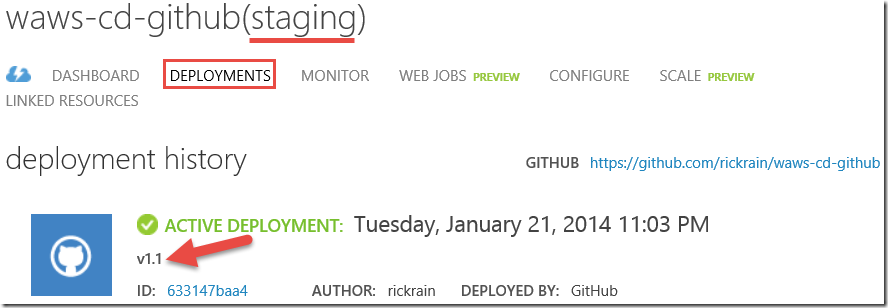 waws-cd-github(staging)
DASHBOARD DEPLOYMENTS MONITOR WEB JOBS PREVIEW CONFIGURE SCALE PREVIEW
LINKED RESOURCES
deployment history GITHUB https://github.com/rickrain/waws-cd-github
ACTIVE DEPLOYMENT: Tuesday, January 21, 2014 11:03 PM
v1.1
ID: 633147baa4 AUTHOR: rickrain DEPLOYED BY: GitHub